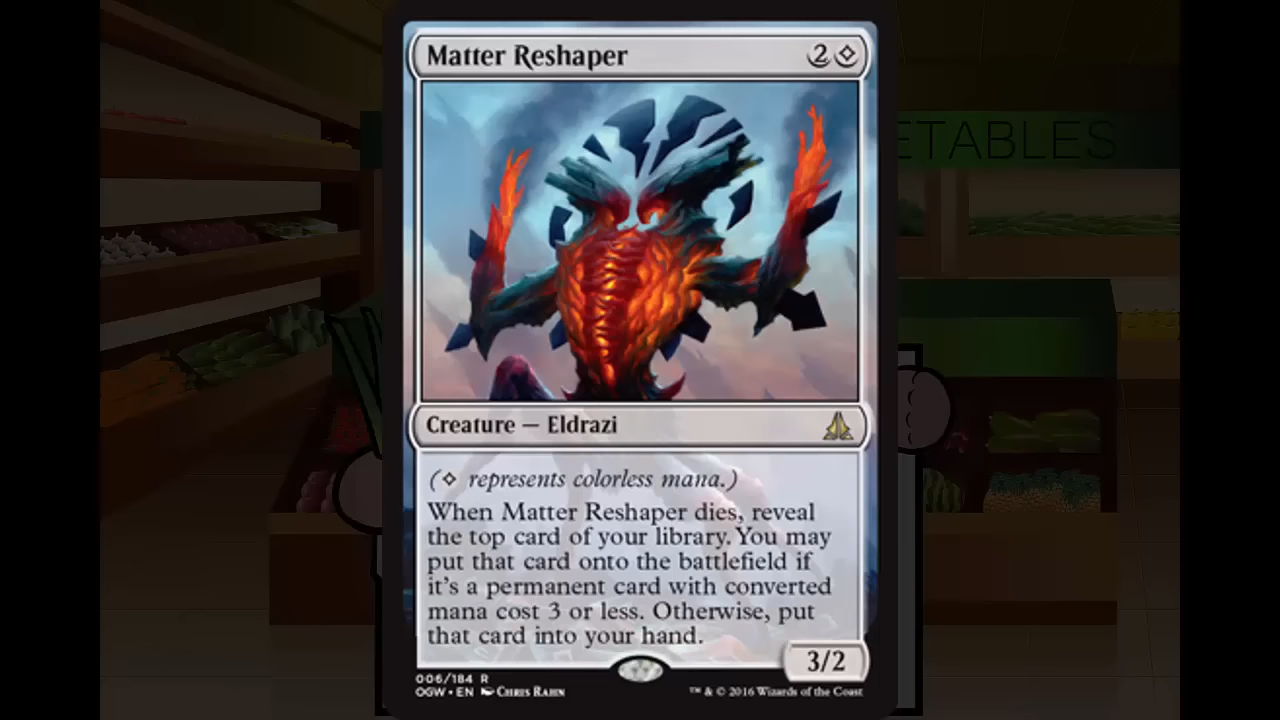 Matter Reshaper 2
ETABLES
Creature — Eldrazi
(◇ represents colorless mana.)
When Matter Reshaper dies, reveal
the top card of your library. You may
put that card onto the battlefield if
it's a permanent card with converted
mana cost 3 or less. Otherwise, put
that card into your hand.
3/2
006/184 R
OGW • EN Chris Rahn
™ & © 2016 Wizards of the Coast